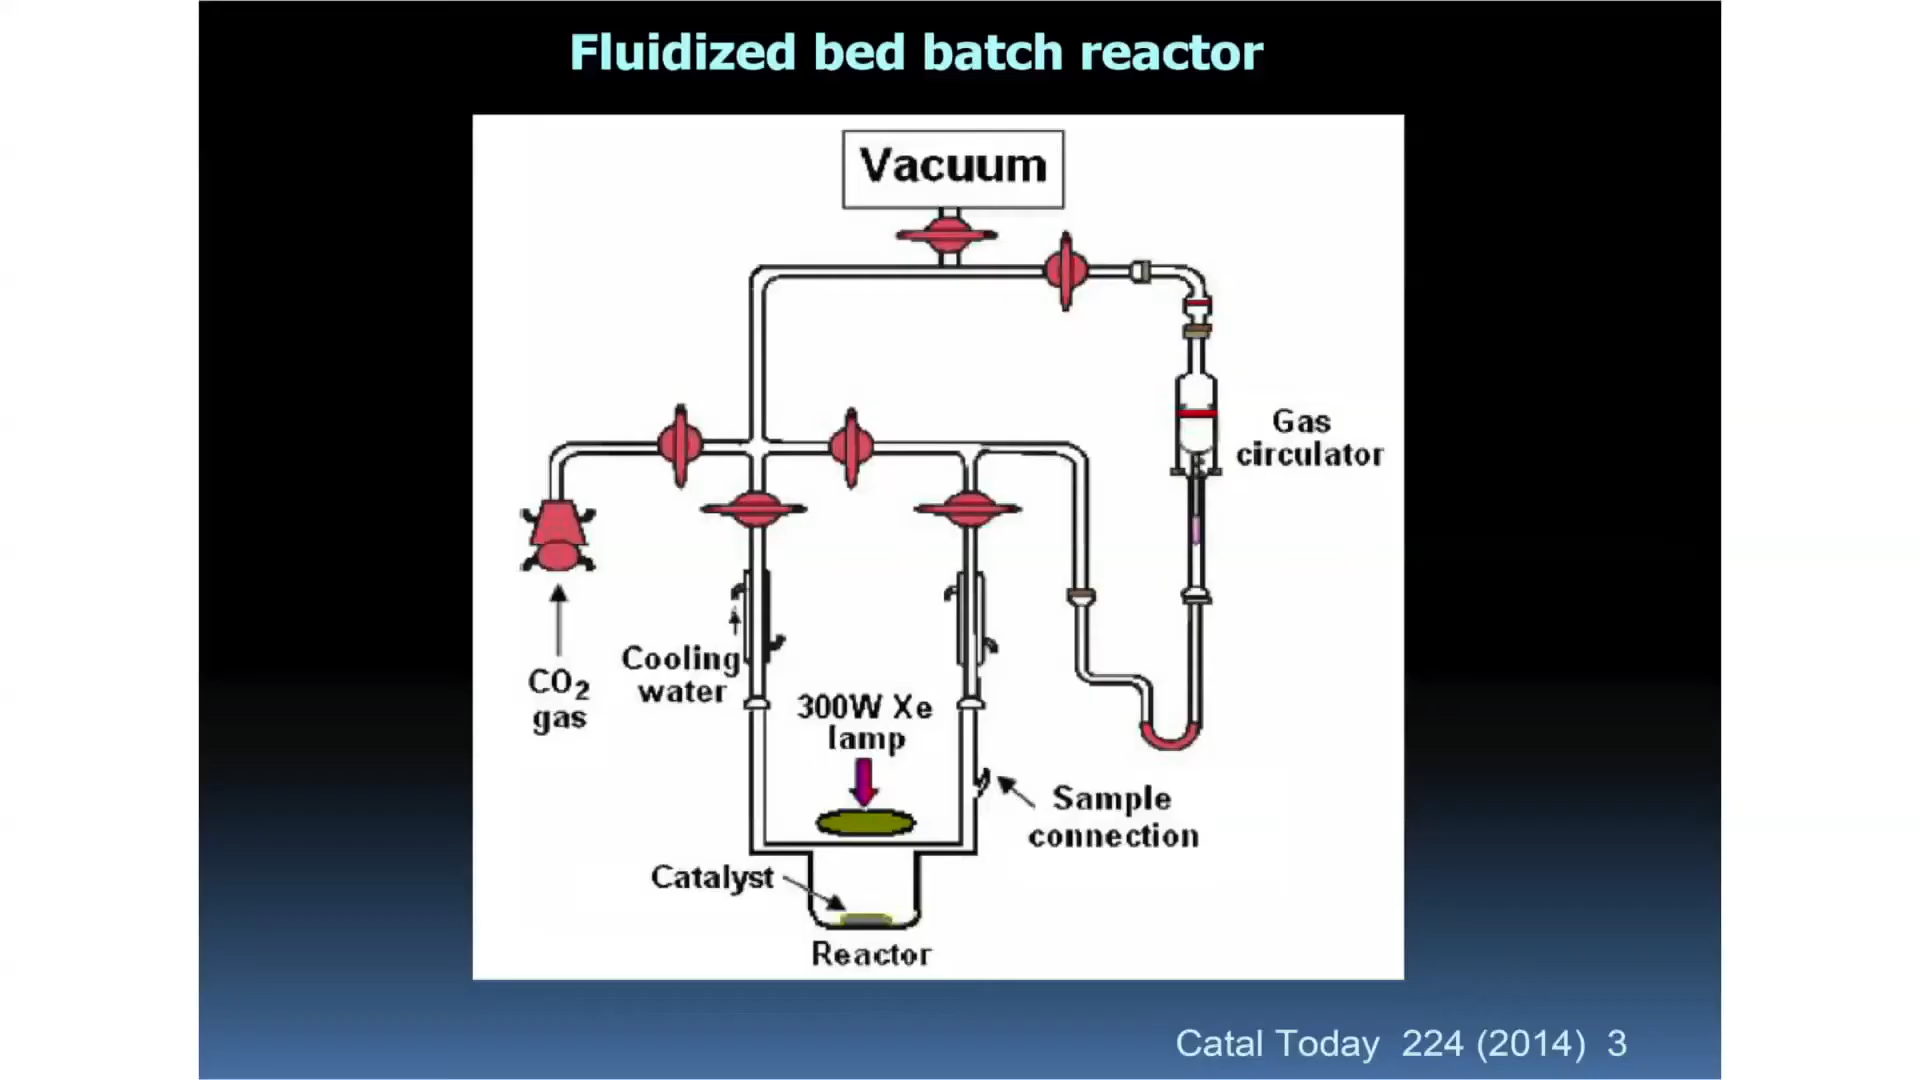 Fluidized bed batch reactor
Vacuum
Gas
circulator
CO2
gas
Cooling
water
300W Xe
lamp
Sample
connection
Catalyst
Reactor
Catal Today 224 (2014) 3